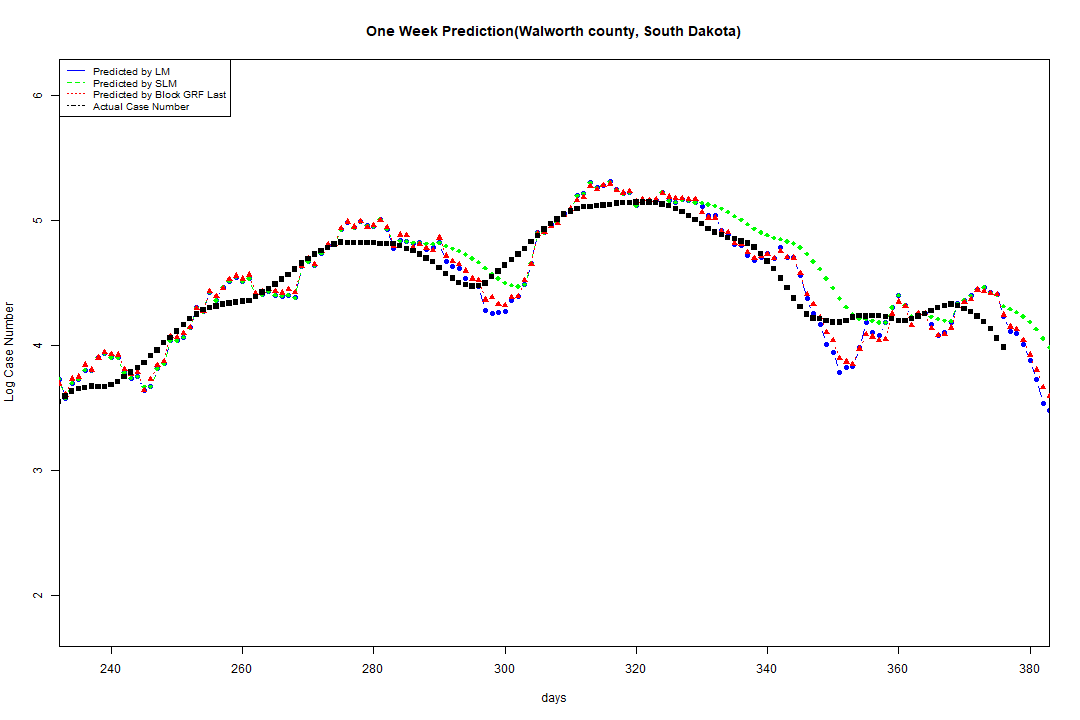 One Week Prediction(Walworth county, South Dakota)
Predicted by LM
Predicted by SLM
Predicted by Block GRF Last
Actual Case Number
6
5
4
3
2
Log Case Number
240 260 280 300 320 340 360 380
days